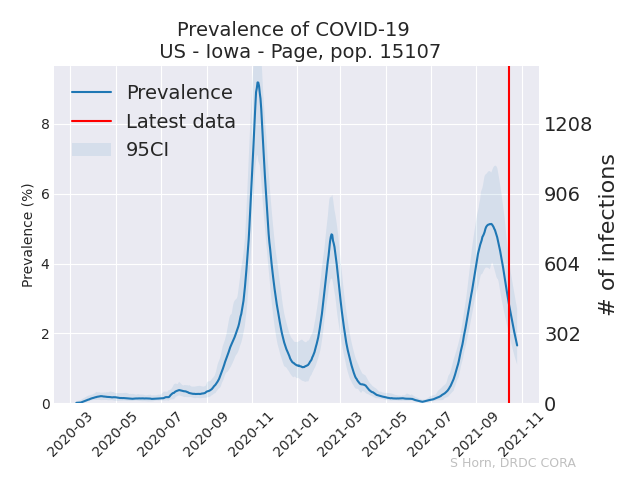 Prevalence of COVID-19
US - Iowa - Page, pop. 15107
Prevalence
Latest data
95CI
Prevalence (%)
8
6
4
2
0
1208
906
604
302
0
# of infections
2020-03
2020-05
2020-07
2020-09
2020-11
2021-01
2021-03
2021-05
2021-07
2021-09
2021-11
S Horn, DRDC CORA